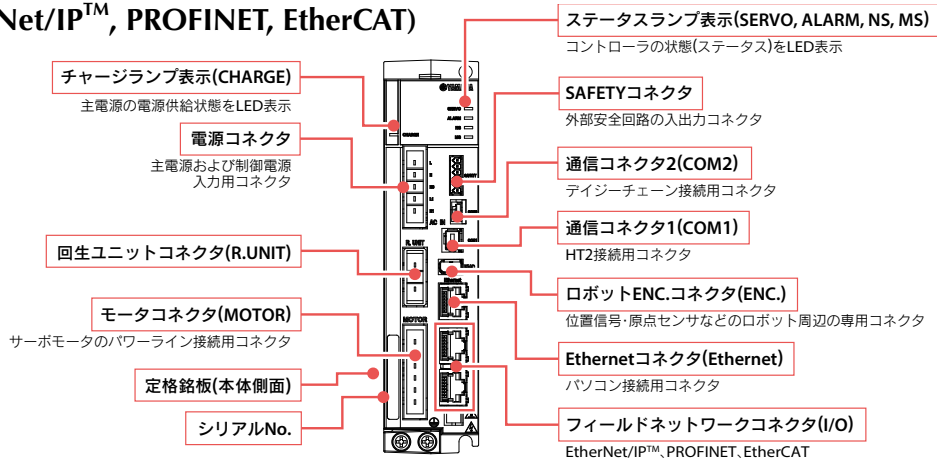 Net/IP™, PROFINET, EtherCAT)
チャージランプ表示(CHARGE)
主電源の電源供給状態をLED表示
電源コネクタ
主電源および制御電源
入力用コネクタ
回生ユニットコネクタ(R.UNIT)
モータコネクタ(MOTOR)
サーボモータのパワーライン接続用コネクタ
定格銘板(本体側面)
シリアルNo.
CHARGE
SERVO
ALARM
NS
MS
AC IN
R. UNIT
Ethernet
MOTOR
ステータスランプ表示(SERVO, ALARM, NS, MS)
コントローラの状態(ステータス)をLED表示
SAFETYコネクタ
外部安全回路の入出力コネクタ
通信コネクタ2(COM2)
デイジーチェーン接続用コネクタ
通信コネクタ1(COM1)
HT2接続用コネクタ
ロボットENC.コネクタ(ENC.)
位置信号・原点センサなどのロボット周辺の専用コネクタ
Ethernetコネクタ(Ethernet)
パソコン接続用コネクタ
フィールドネットワークコネクタ(I/O)
EtherNet/IP™、PROFINET、EtherCAT